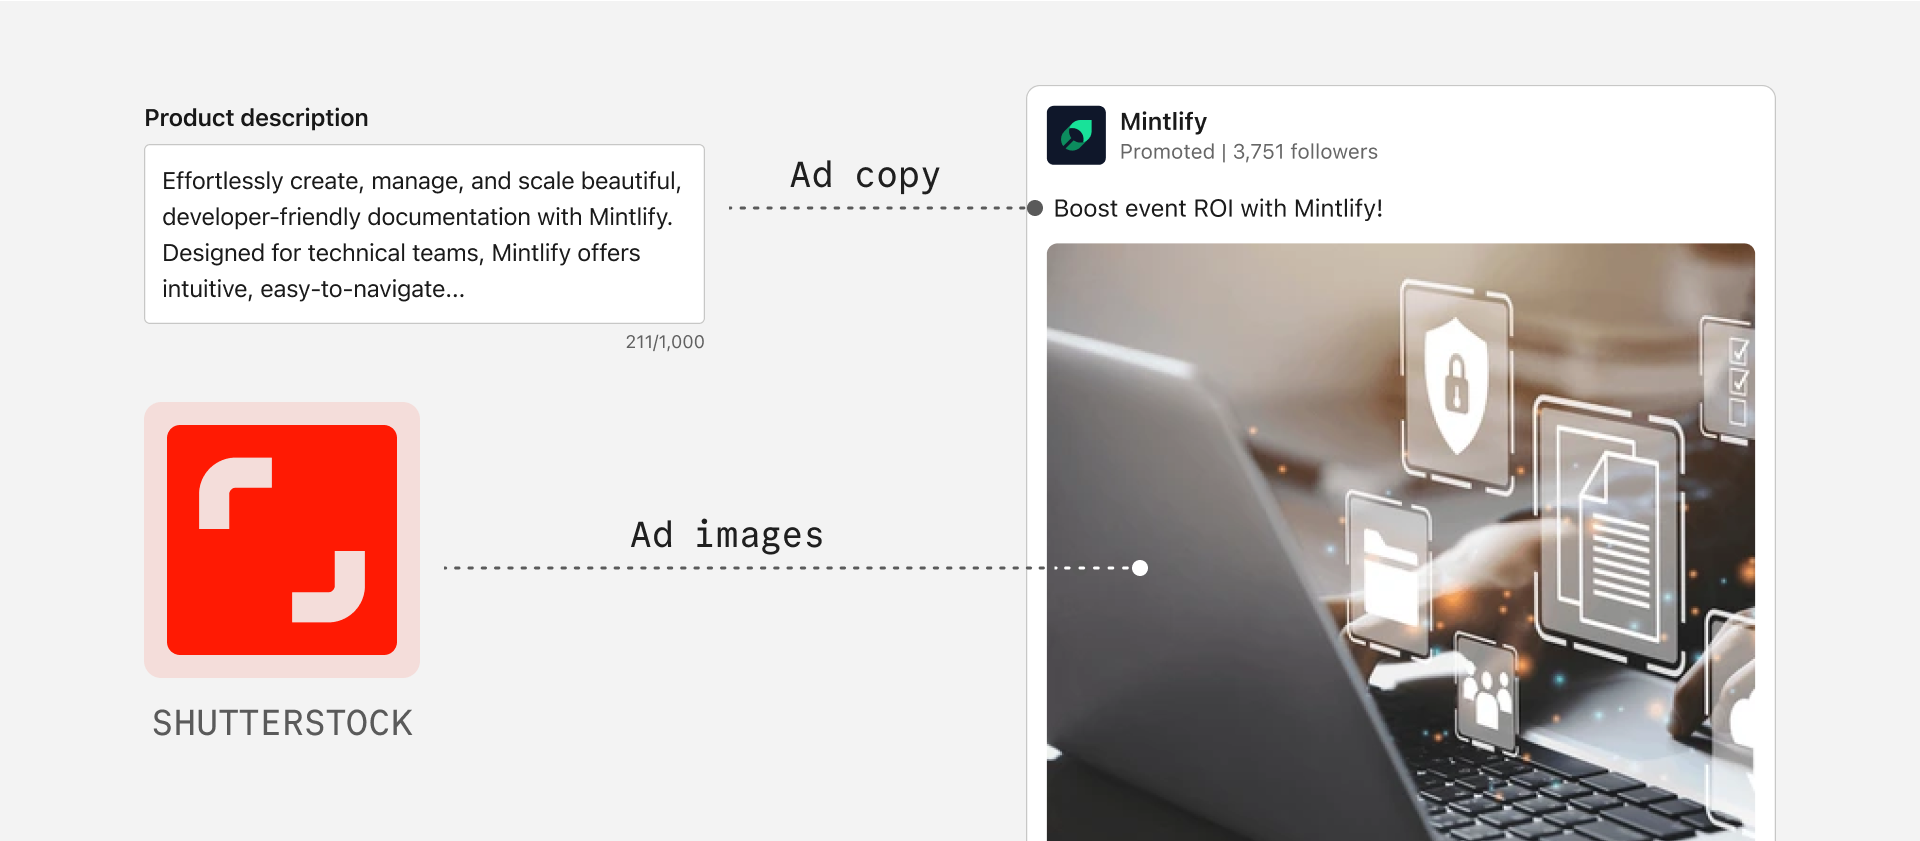 Product description
Effortlessly create, manage, and scale beautiful,
developer-friendly documentation with Mintlify.
Designed for technical teams, Mintlify offers
intuitive, easy-to-navigate...
211/1,000
SHUTTERSTOCK
Ad copy
Ad images
Mintlify
Promoted | 3,751 followers
Boost event ROI with Mintlify!